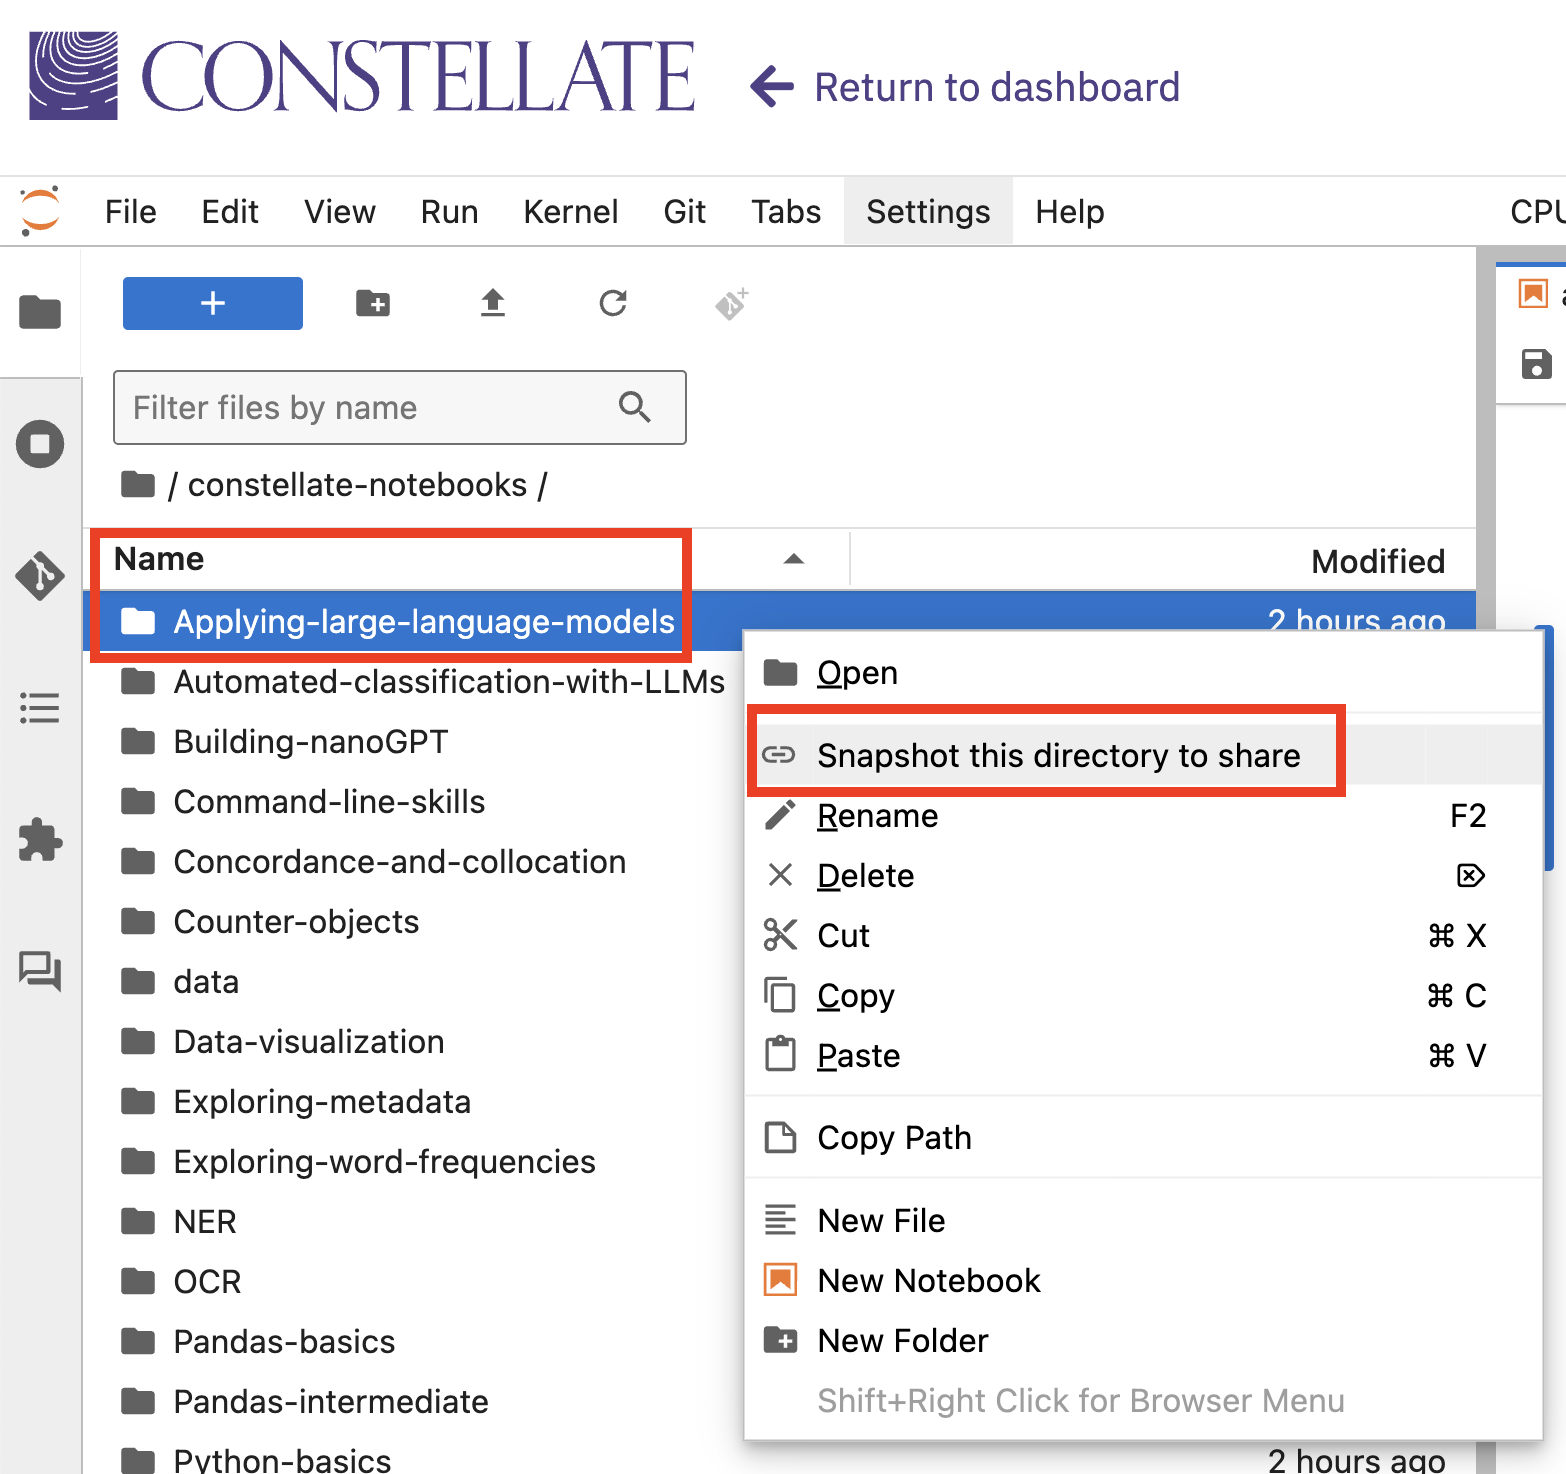 CONSTELLATE
Return to dashboard
File Edit View Run Kernel Git Tabs Settings Help CPU
+
Filter files by name
/ constellate-notebooks /
Name Modified
Applying-large-language-models 2 hours ago
Automated-classification-with-LLMs
Building-nanoGPT
Command-line-skills
Concordance-and-collocation
Counter-objects
data
Data-visualization
Exploring-metadata
Exploring-word-frequencies
NER
OCR
Pandas-basics
Pandas-intermediate
Python-basics 2 hours ago
Open
Snapshot this directory to share
Rename F2
Delete
Cut ⌘ X
Copy ⌘ C
Paste ⌘ V
Copy Path
New File
New Notebook
New Folder
Shift+Right Click for Browser Menu